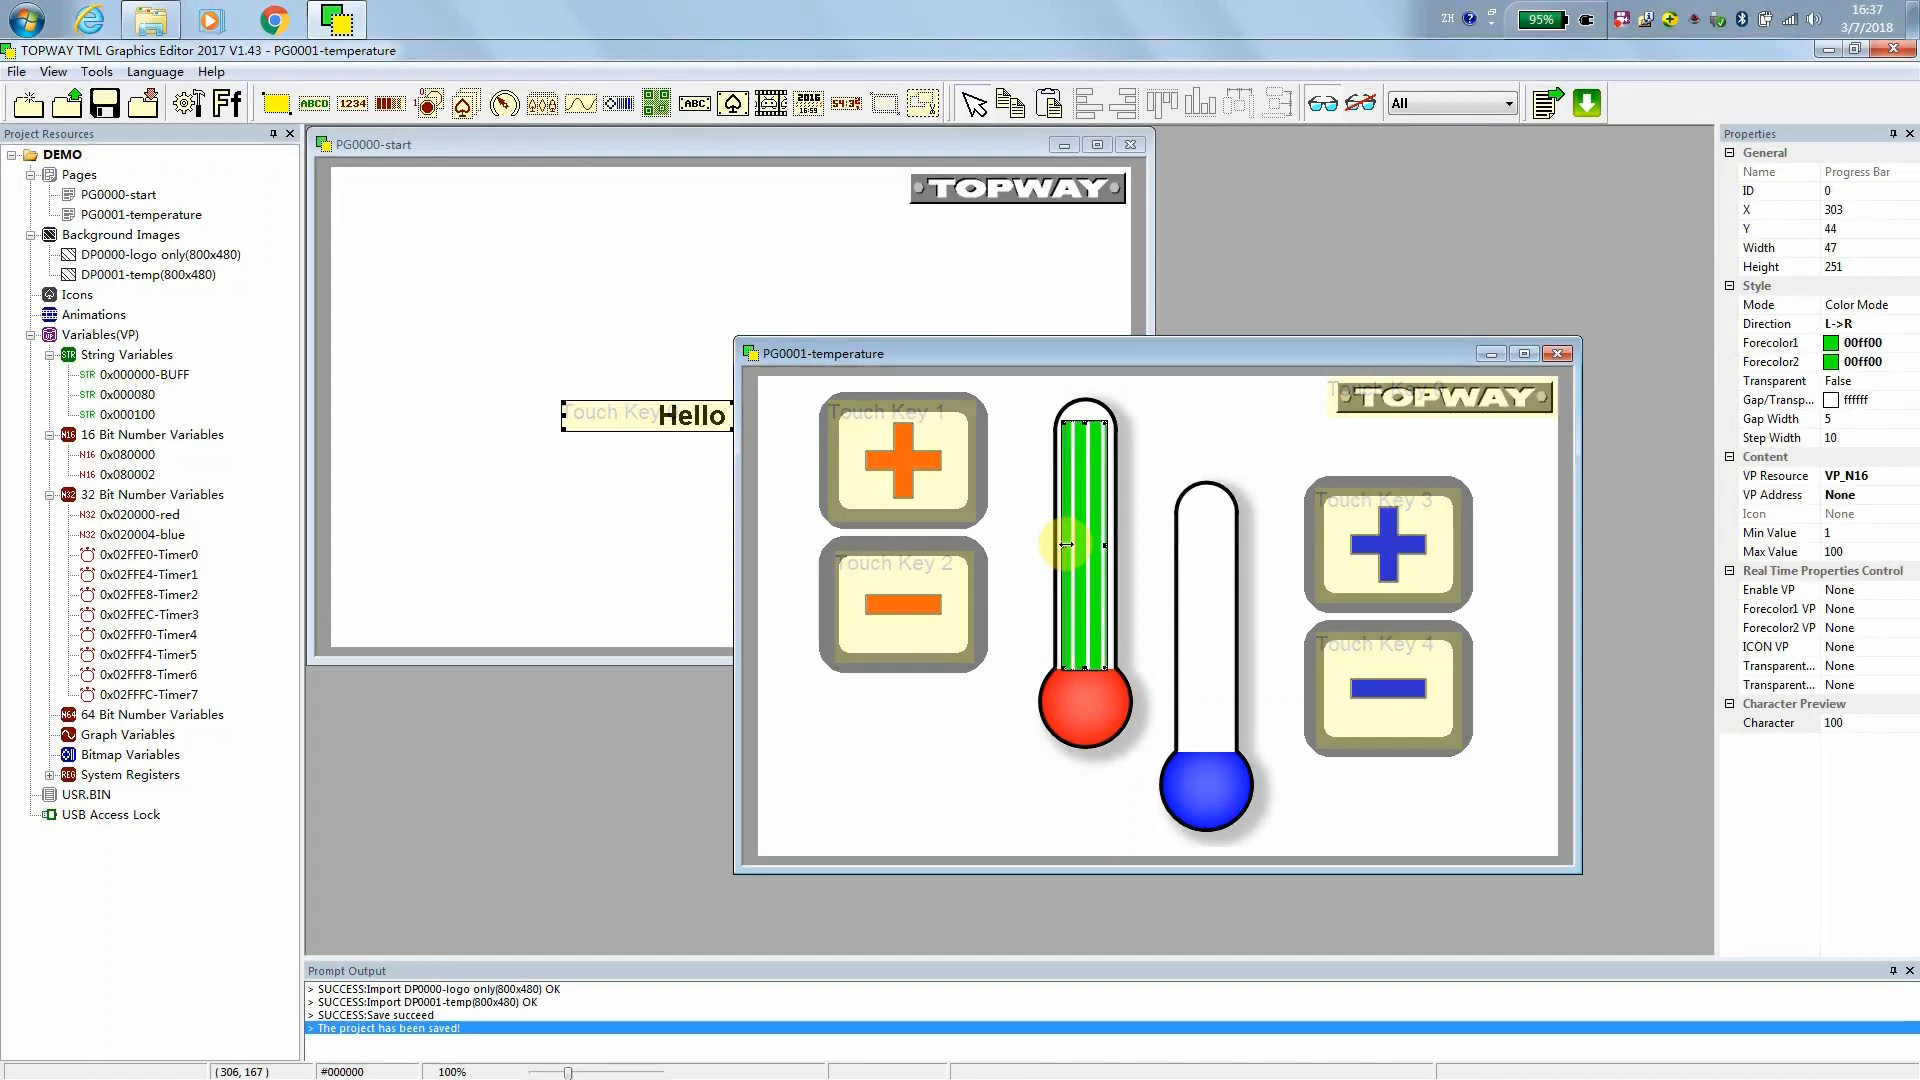 ZH
95%
16:37
3/7/2018
TOPWAY TML Graphics Editor 2017 V1.43 - PG0001-temperature
File View Tools Language Help
Ff ABCD 1234 ABC 2016 All
Project Resources
DEMO
Pages
PG0000-start
PG0001-temperature
Background Images
DP0000-logo only(800x480)
DP0001-temp(800x480)
Icons
Animations
Variables(VP)
STR String Variables
STR 0x000000-BUFF
STR 0x000080
STR 0x000100
N16 16 Bit Number Variables
N16 0x080000
N16 0x080002
N32 32 Bit Number Variables
N32 0x020000-red
N32 0x020004-blue
0x02FFE0-Timer0
0x02FFE4-Timer1
0x02FFE8-Timer2
0x02FFEC-Timer3
0x02FFF0-Timer4
0x02FFF4-Timer5
0x02FFF8-Timer6
0x02FFFC-Timer7
N64 64 Bit Number Variables
Graph Variables
Bitmap Variables
REG System Registers
USR.BIN
USB Access Lock
PG0000-start
TOPWAY
Touch Key
Hello
PG0001-temperature
Touch Key 1
Touch Key 2
Touch Key
TOPWAY
Touch Key 3
Touch Key 4
Properties
General
Name Progress Bar
ID 0
X 303
Y 44
Width 47
Height 251
Style
Mode Color Mode
Direction L->R
Forecolor1 00ff00
Forecolor2 00ff00
Transparent False
Gap/Transp... ffffff
Gap Width 5
Step Width 10
Content
VP Resource VP_N16
VP Address None
Icon None
Min Value 1
Max Value 100
Real Time Properties Control
Enable VP None
Forecolor1 VP None
Forecolor2 VP None
ICON VP None
Transparent... None
Transparent... None
Character Preview
Character 100
Prompt Output
> SUCCESS:Import DP0000-logo only(800x480) OK
> SUCCESS:Import DP0001-temp(800x480) OK
> SUCCESS:Save succeed
> The project has been saved!
( 306, 167 ) #000000 100%